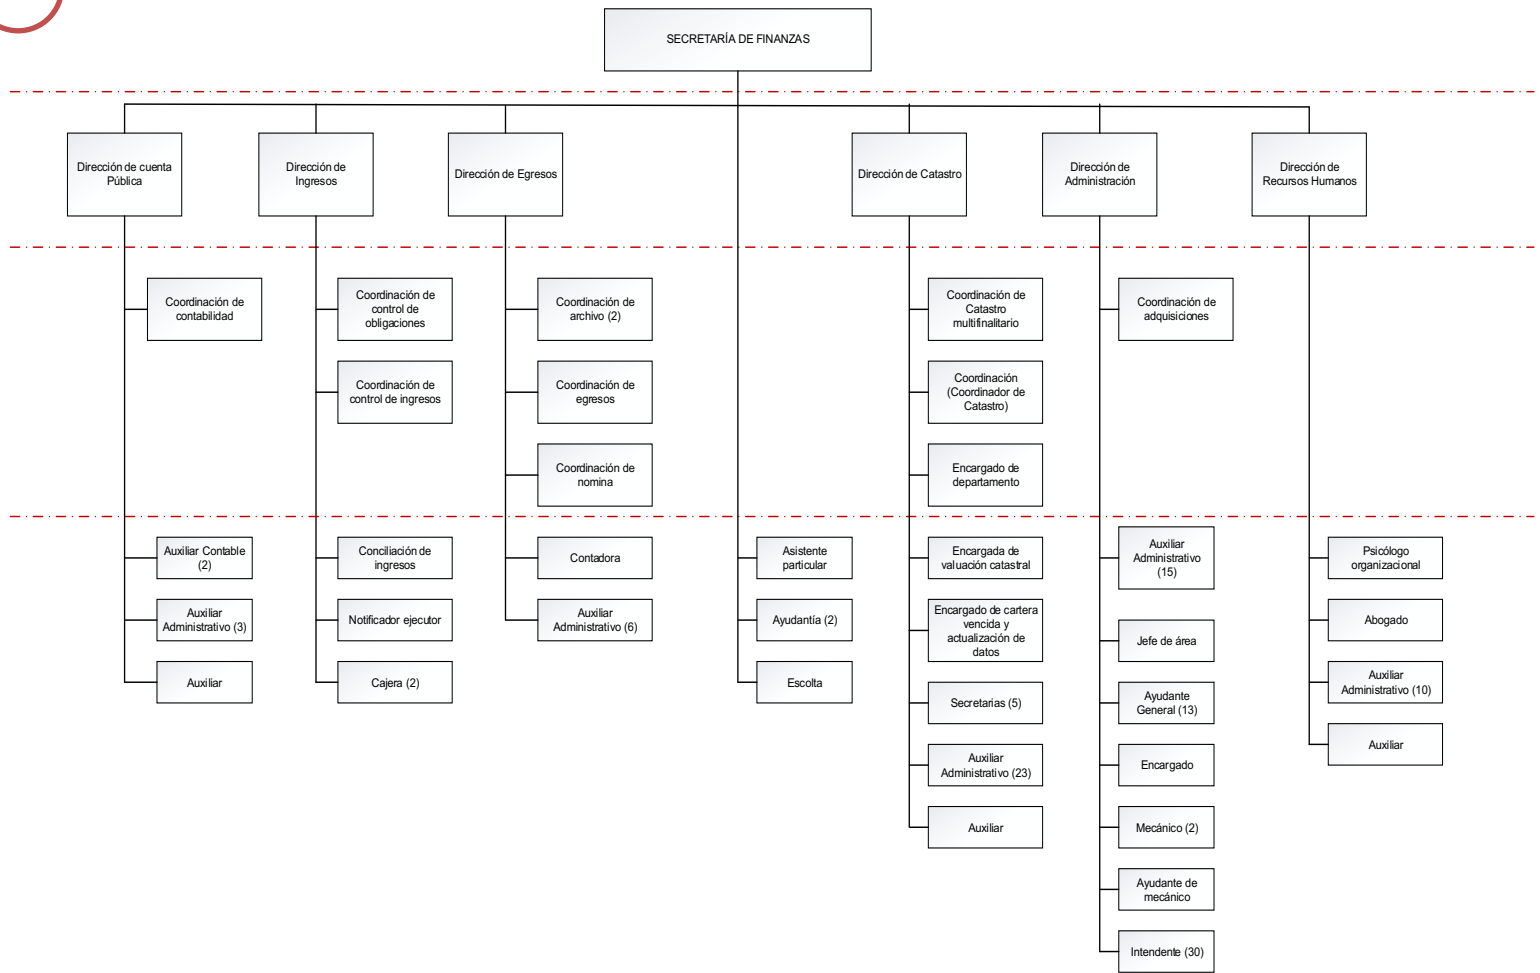 SECRETARÍA DE FINANZAS
Dirección de cuenta
Pública
Dirección de
Ingresos
Dirección de Egresos
Dirección de Catastro
Dirección de
Administración
Dirección de
Recursos Humanos
Coordinación de
contabilidad
Coordinación de
control de
obligaciones
Coordinación de
archivo (2)
Coordinación de
Catastro
multifinalitario
Coordinación de
adquisiciones
Coordinación de
control de ingresos
Coordinación de
egresos
Coordinación
(Coordinador de
Catastro)
Coordinación de
nomina
Encargado de
departamento
Auxiliar Contable
(2)
Conciliación de
ingresos
Contadora
Asistente
particular
Encargada de
valuación catastral
Auxiliar
Administrativo
(15)
Psicólogo
organizacional
Auxiliar
Administrativo (3)
Notificador ejecutor
Auxiliar
Administrativo (6)
Ayudantía (2)
Encargado de cartera
vencida y
actualización de
datos
Jefe de área
Abogado
Auxiliar
Cajera (2)
Escolta
Secretarias (5)
Ayudante
General (13)
Auxiliar
Administrativo (10)
Auxiliar
Administrativo (23)
Encargado
Auxiliar
Auxiliar
Mecánico (2)
Ayudante de
mecánico
Intendente (30)